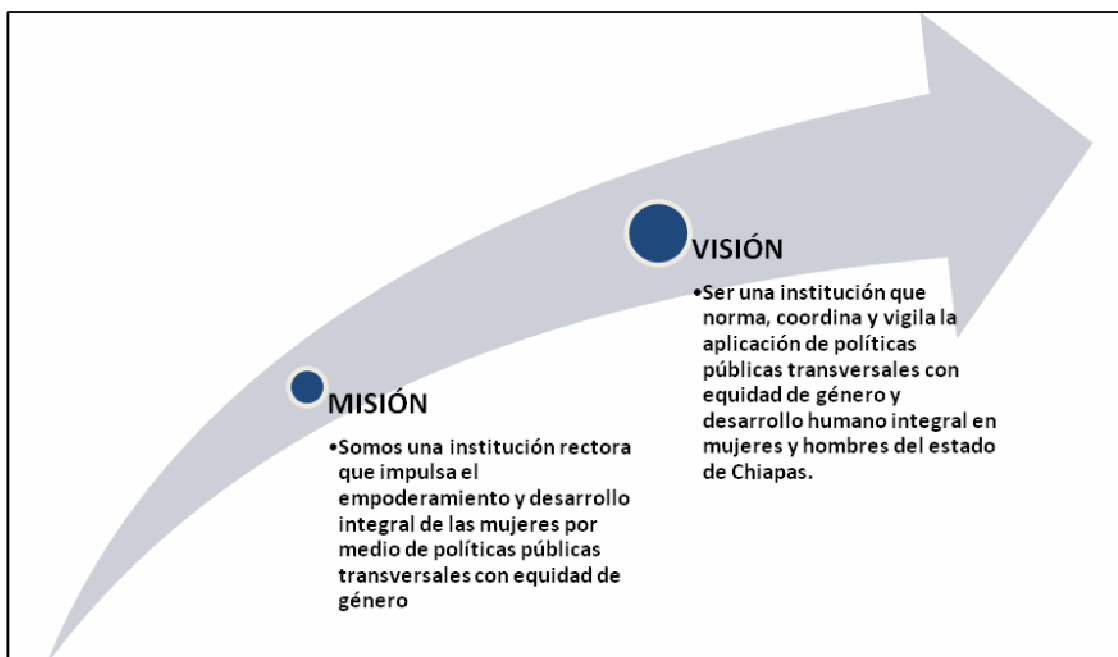 MISIÓN
•Somos una institución rectora
que impulsa el
empoderamiento y desarrollo
integral de las mujeres por
medio de políticas públicas
transversales con equidad de
género
VISIÓN
•Ser una institución que
norma, coordina y vigila la
aplicación de políticas
públicas transversales con
equidad de género y
desarrollo humano integral en
mujeres y hombres del estado
de Chiapas.